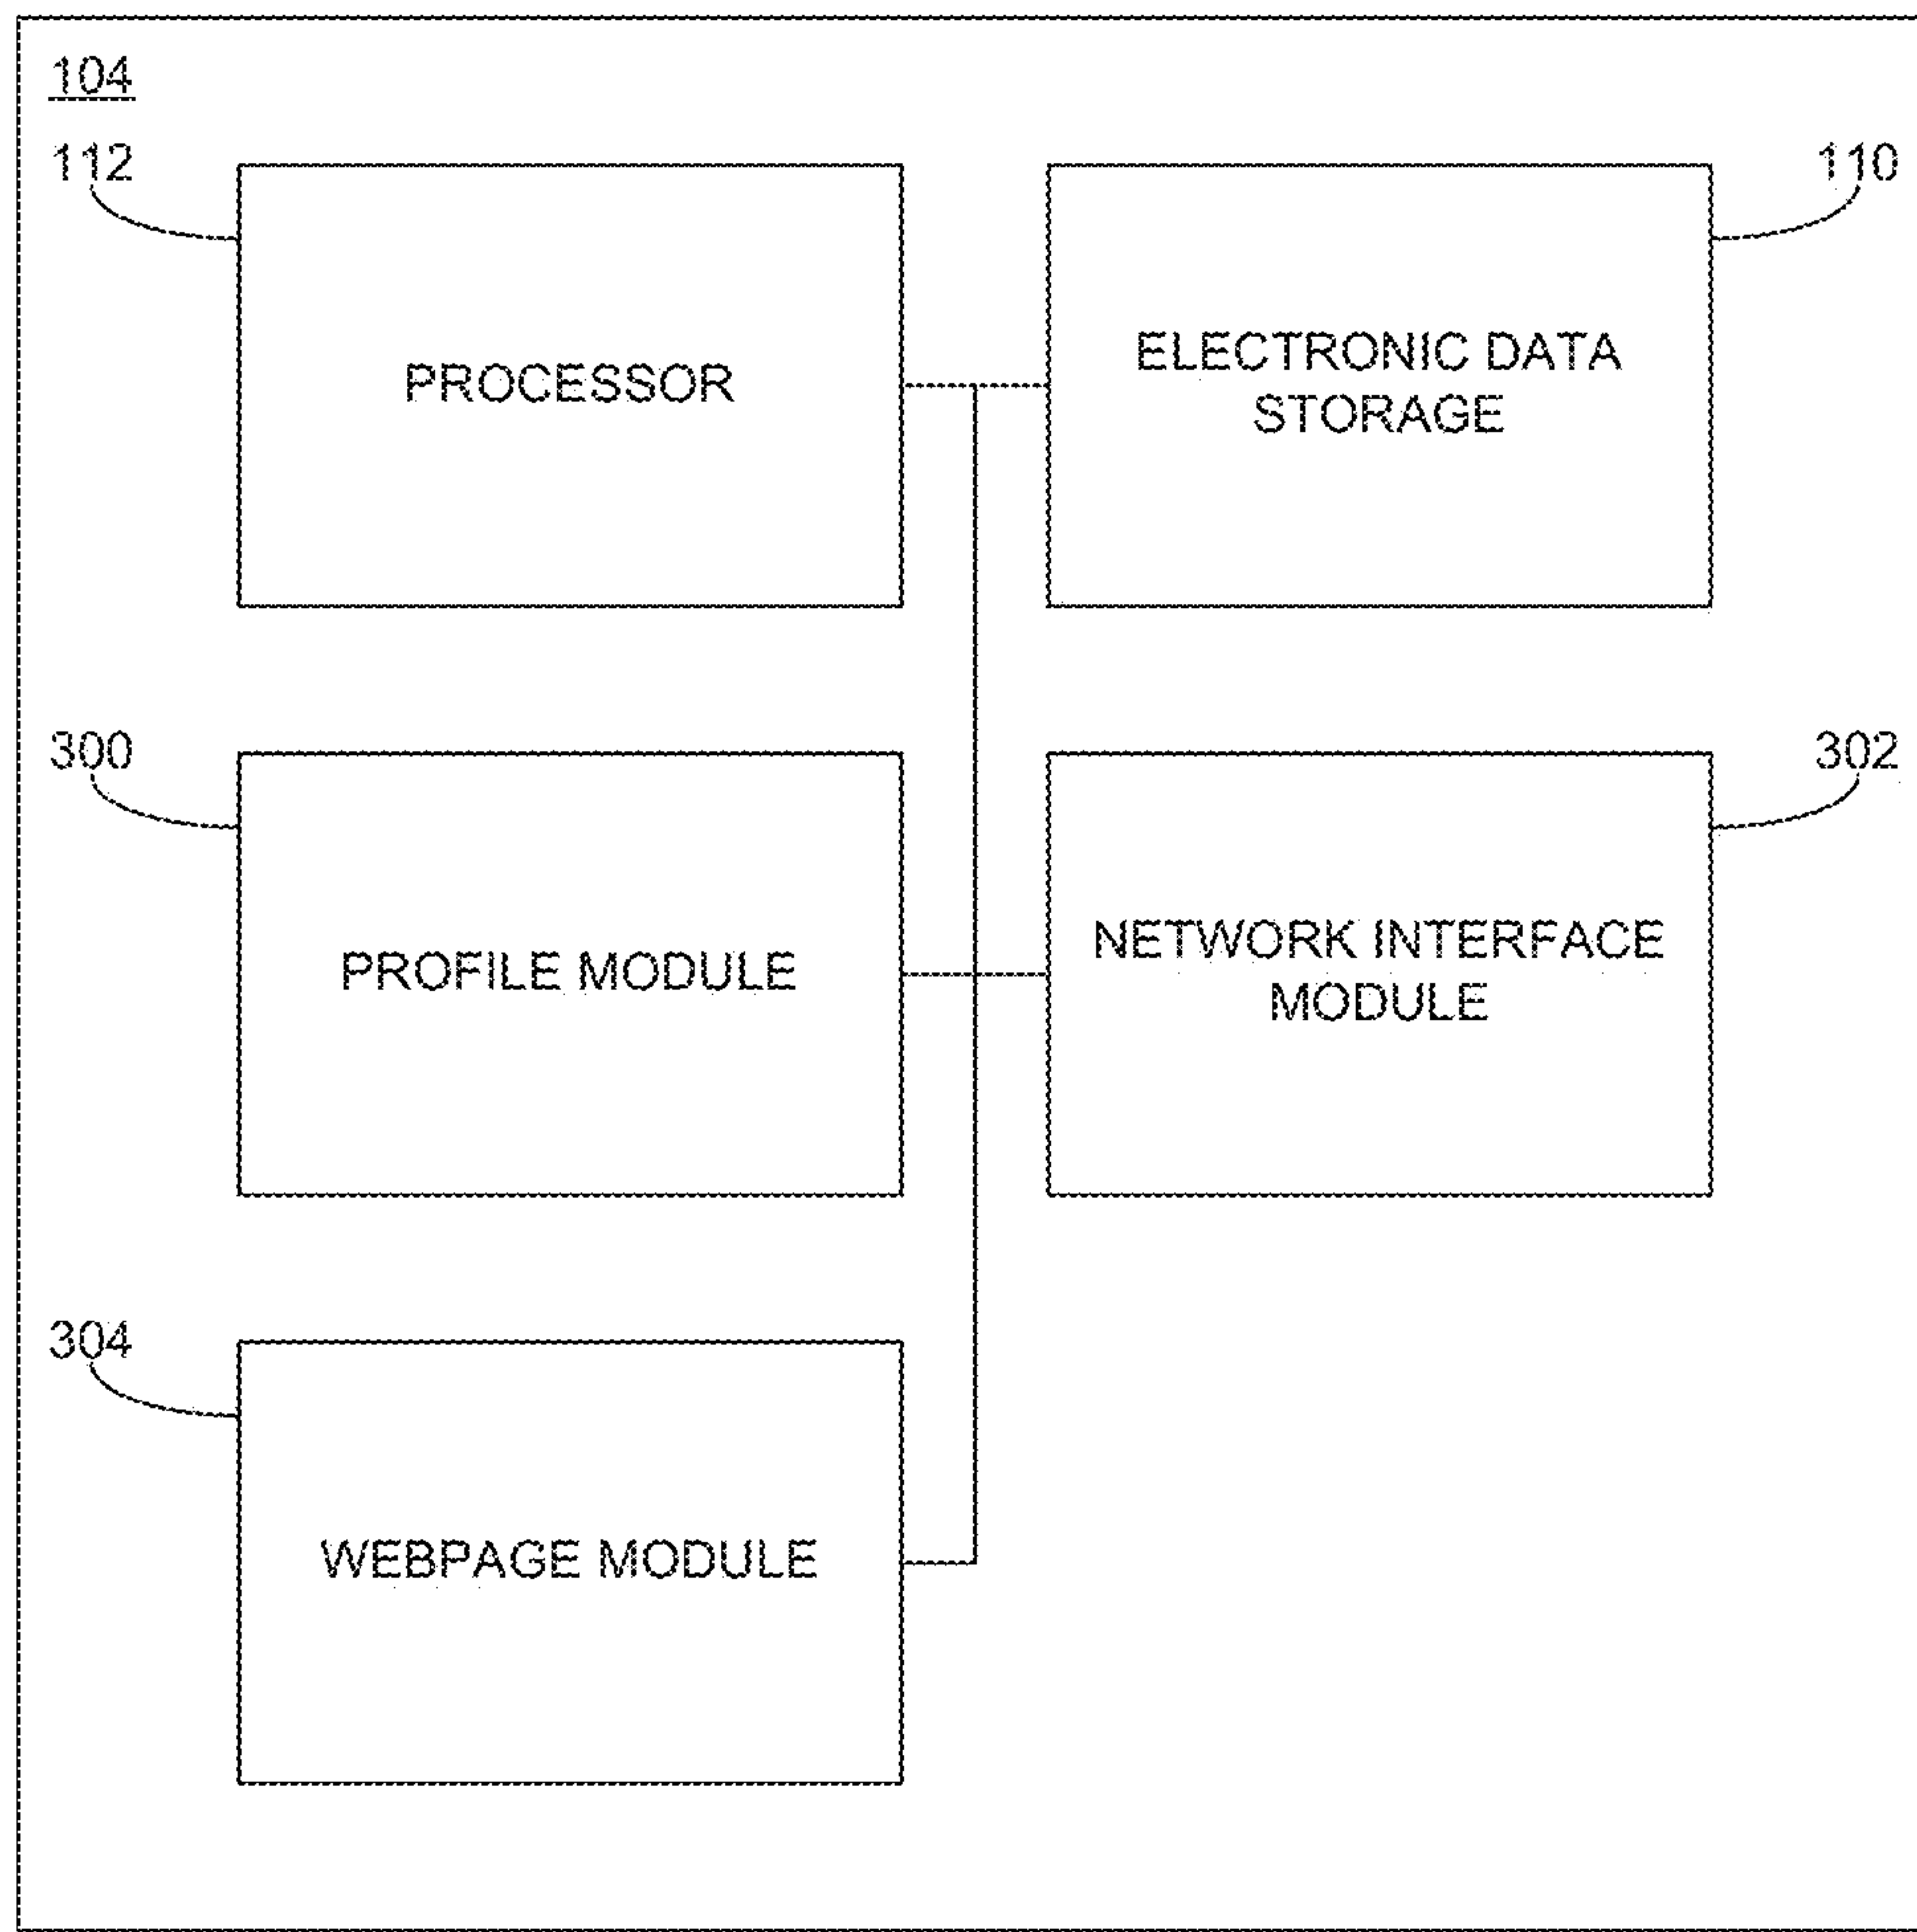 104
112
110
PROCESSOR
ELECTRONIC DATA
STORAGE
300
302
PROFILE MODULE
NETWORK INTERFACE
MODULE
304
WEBPAGE MODULE